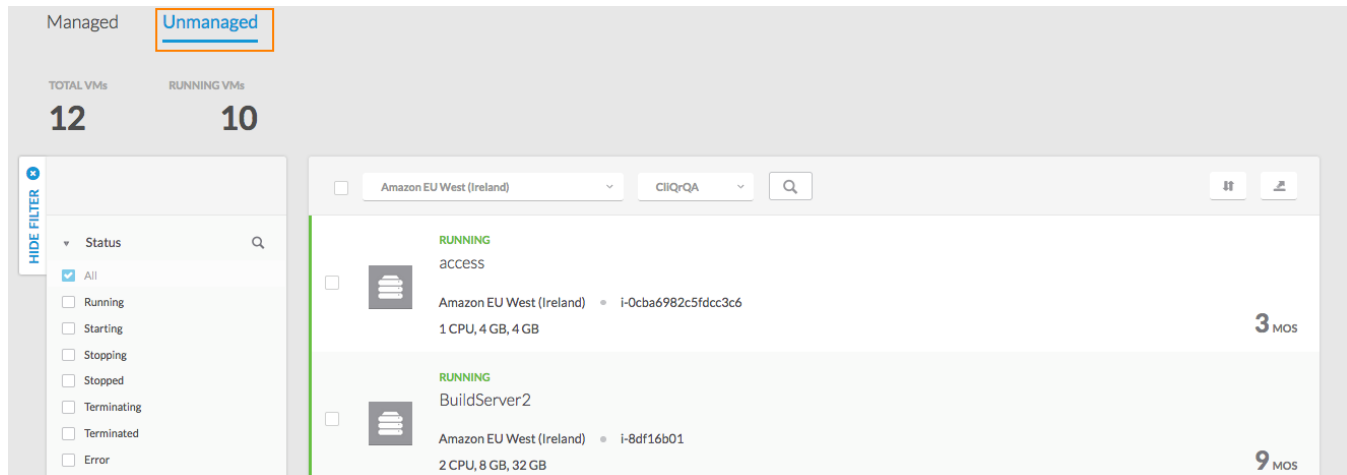 Managed Unmanaged
TOTAL VMs RUNNING VMs
12 10
HIDE FILTER
Amazon EU West (Ireland) CliQrQA
Status
All
Running
Starting
Stopping
Stopped
Terminating
Terminated
Error
RUNNING
access
Amazon EU West (Ireland) i-0cba6982c5fdcc3c6
1 CPU, 4 GB, 4 GB
3 MOS
RUNNING
BuildServer2
Amazon EU West (Ireland) i-8df16b01
2 CPU, 8 GB, 32 GB
9 MOS